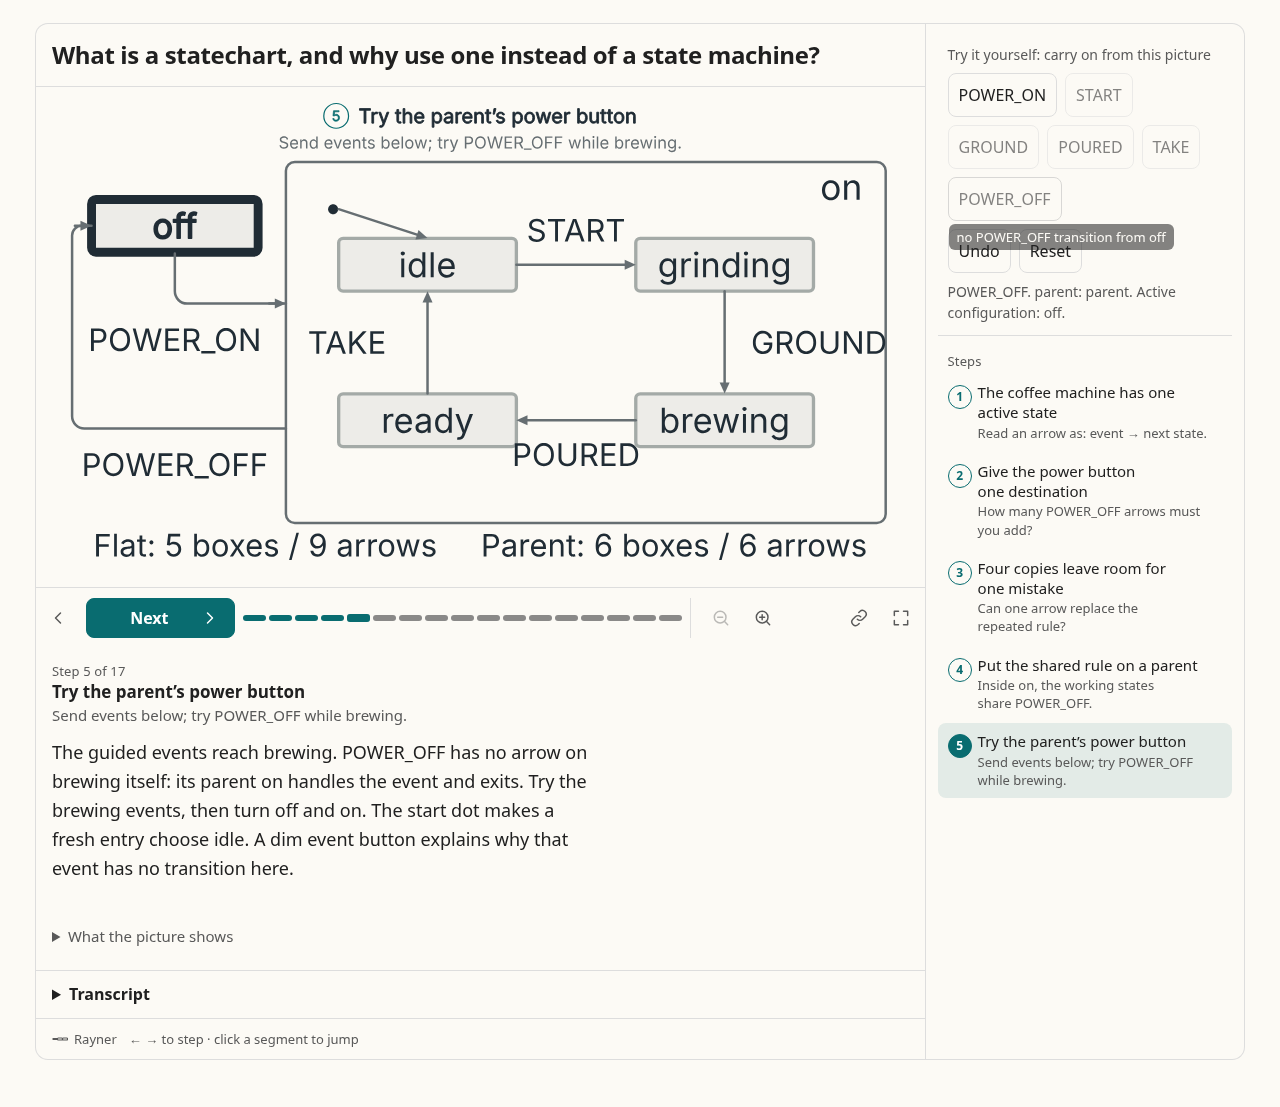 What is a statechart, and why use one instead of a state machine?
5 Try the parent’s power button
Send events below; try POWER_OFF while brewing.
on
off
START
idle
grinding
POWER_ON
TAKE
GROUND
ready
brewing
POURED
POWER_OFF
Flat: 5 boxes / 9 arrows
Parent: 6 boxes / 6 arrows
Next
Step 5 of 17
Try the parent’s power button
Send events below; try POWER_OFF while brewing.
The guided events reach brewing. POWER_OFF has no arrow on
brewing itself: its parent on handles the event and exits. Try the
brewing events, then turn off and on. The start dot makes a
fresh entry choose idle. A dim event button explains why that
event has no transition here.
What the picture shows
Transcript
Rayner ← → to step · click a segment to jump
Try it yourself: carry on from this picture
POWER_ON START
GROUND POURED TAKE
POWER_OFF
no POWER_OFF transition from off
Undo Reset
POWER_OFF. parent: parent. Active
configuration: off.
Steps
1 The coffee machine has one
active state
Read an arrow as: event → next state.
2 Give the power button
one destination
How many POWER_OFF arrows must
you add?
3 Four copies leave room for
one mistake
Can one arrow replace the
repeated rule?
4 Put the shared rule on a parent
Inside on, the working states
share POWER_OFF.
5 Try the parent’s power button
Send events below; try POWER_OFF
while brewing.